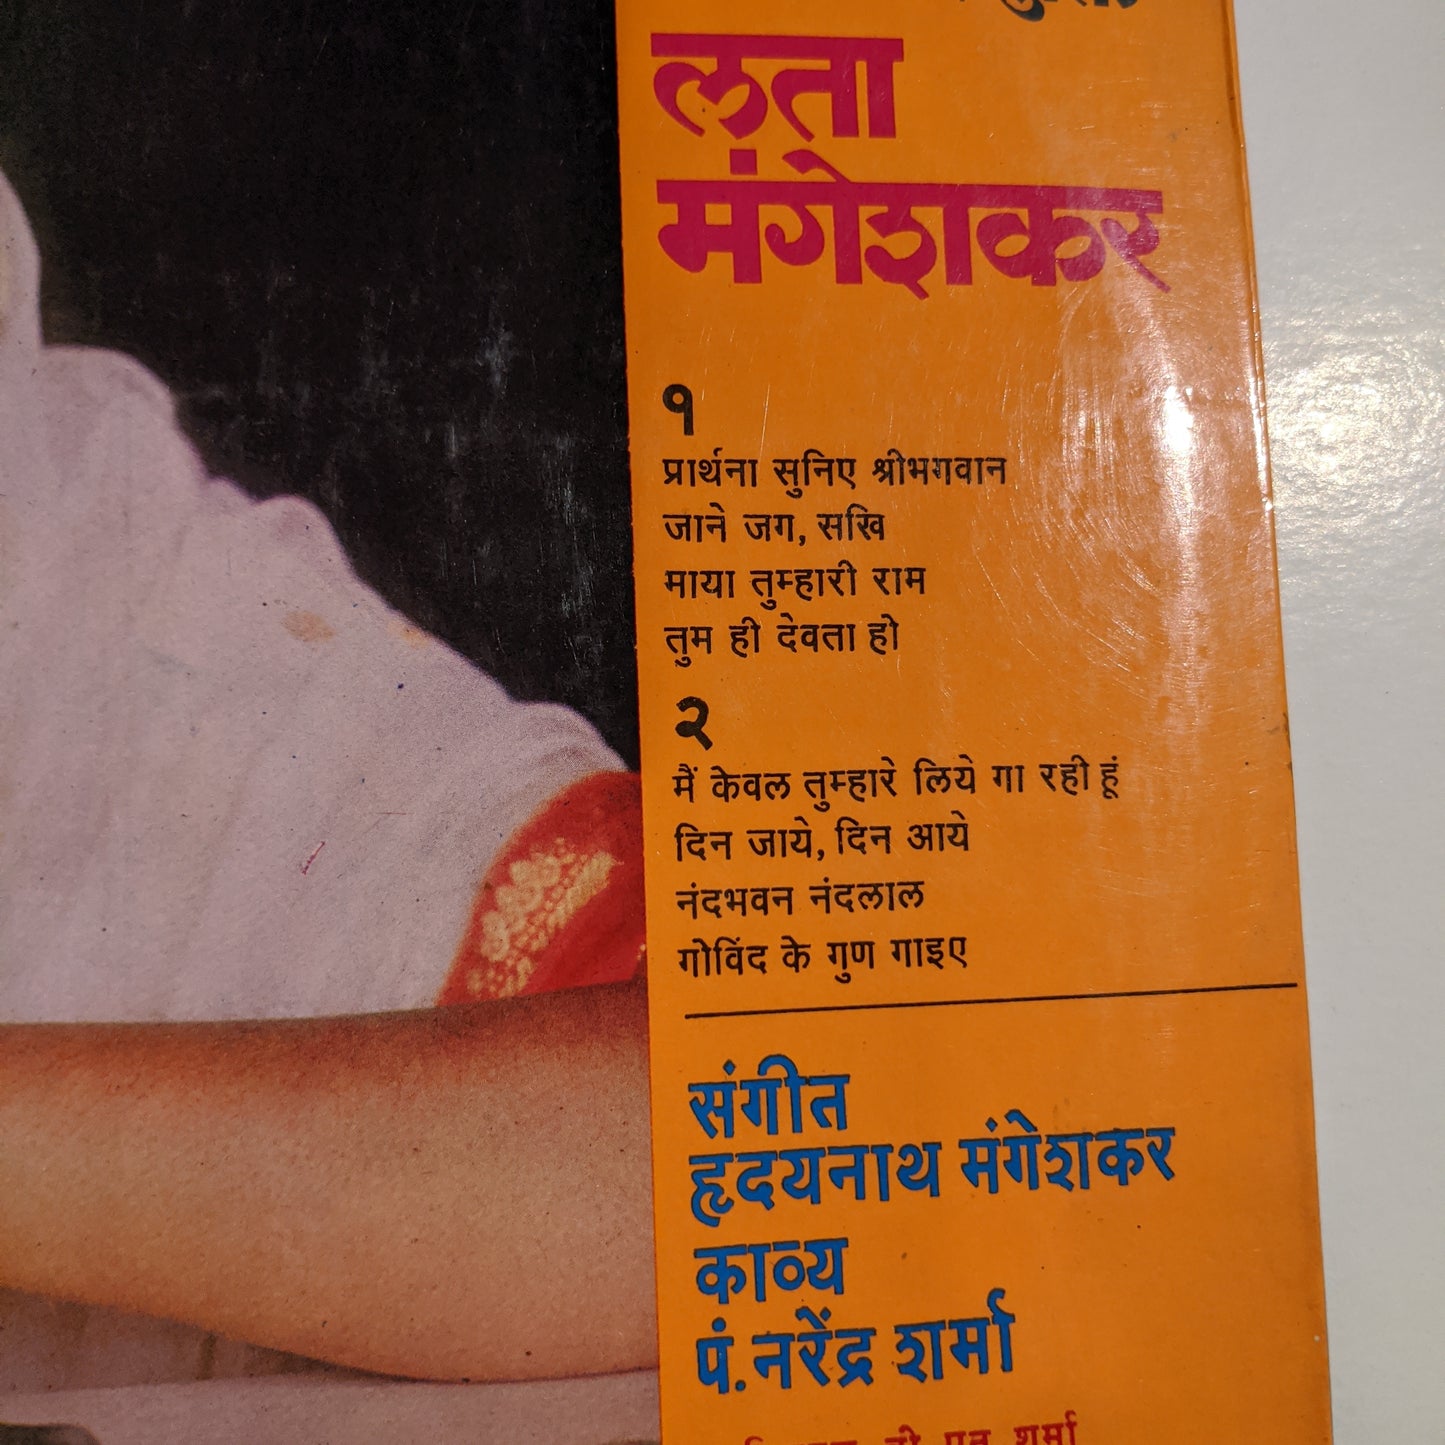 लता
मंगेशकर
१
प्रार्थना सुनिए श्रीभगवान
जाने जग, सखि
माया तुम्हारी राम
तुम ही देवता हो
२
मैं केवल तुम्हारे लिये गा रही हूं
दिन जाये, दिन आये
नंदभवन नंदलाल
गोविंद के गुण गाइए
संगीत
हृदयनाथ मंगेशकर
काव्य
पं. नरेंद्र शर्मा
शर्मा